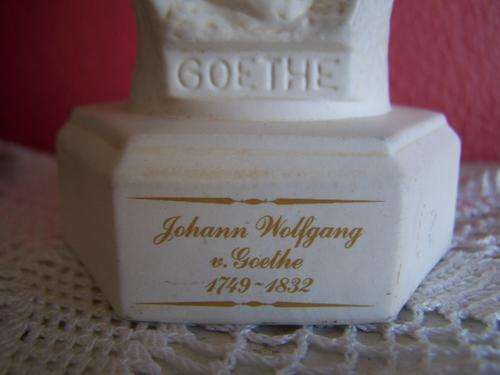 GOETHE
Johann Wolfgang
v. Goethe
1749~1832